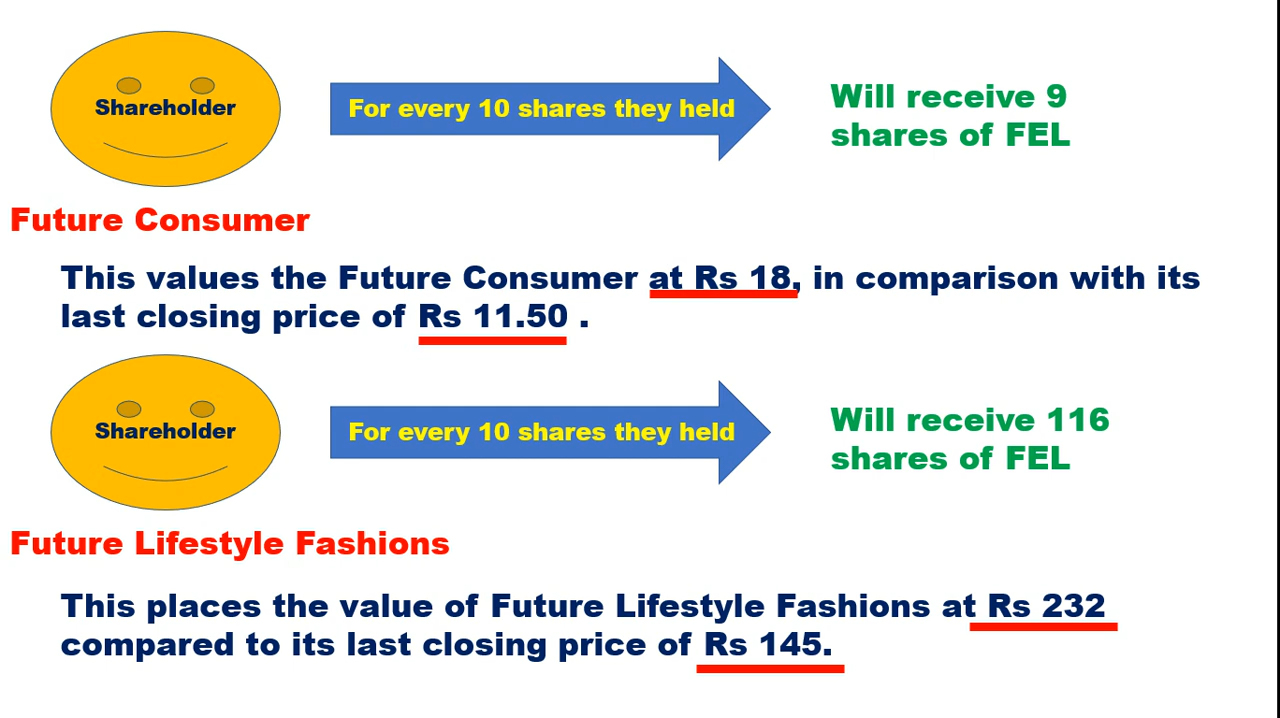 Shareholder
For every 10 shares they held
Will receive 9
shares of FEL
Future Consumer
This values the Future Consumer at Rs 18, in comparison with its
last closing price of Rs 11.50 .
Shareholder
For every 10 shares they held
Will receive 116
shares of FEL
Future Lifestyle Fashions
This places the value of Future Lifestyle Fashions at Rs 232
compared to its last closing price of Rs 145.